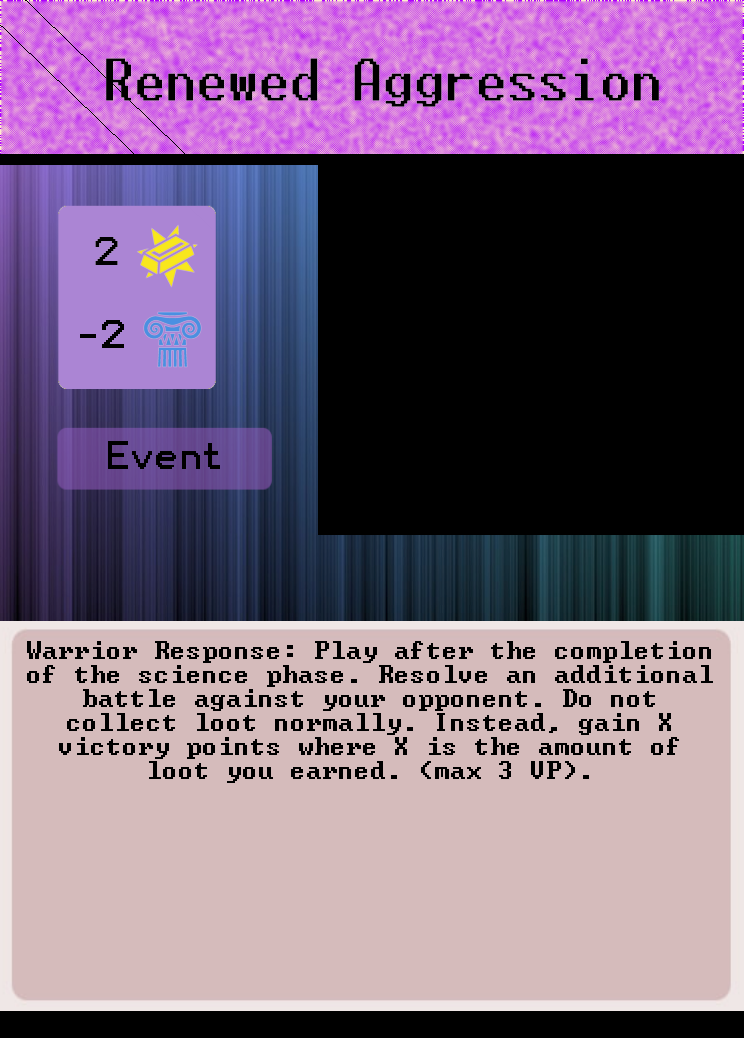 Renewed Aggression
2
-2
Event
Warrior Response: Play after the completion
of the science phase. Resolve an additional
battle against your opponent. Do not
collect loot normally. Instead, gain X
victory points where X is the amount of
loot you earned. (max 3 VP).